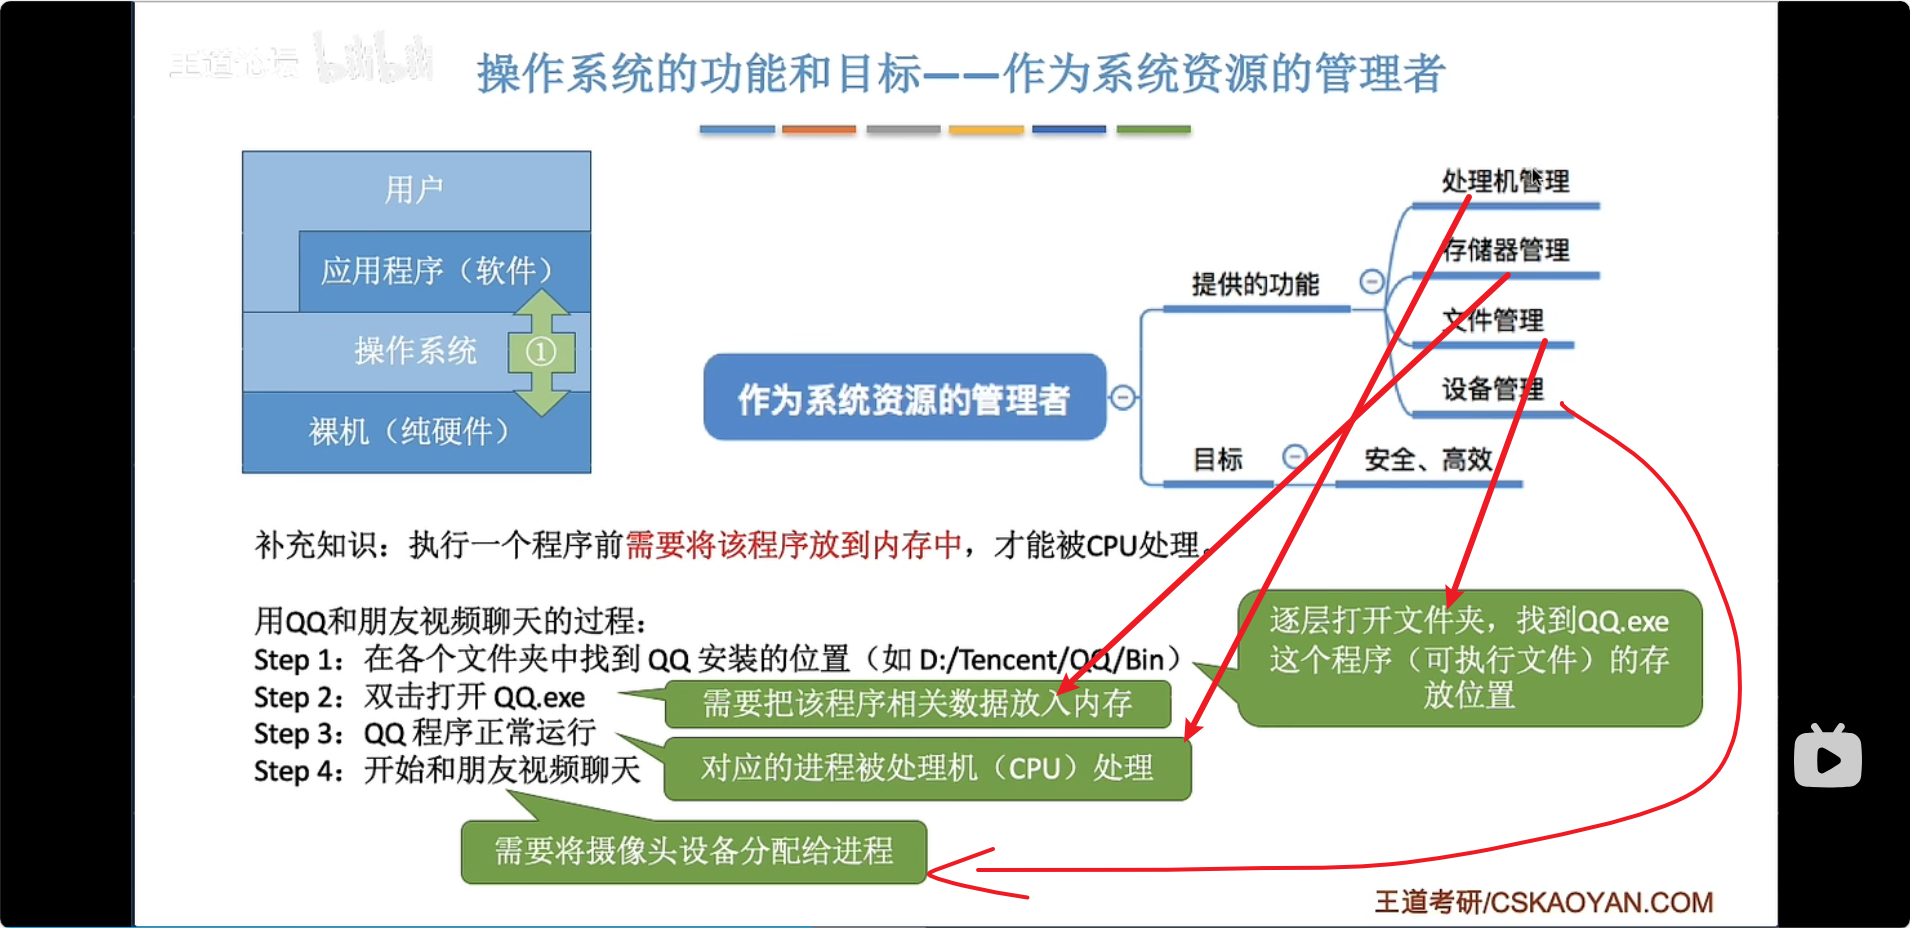 王道论坛 bilibili
操作系统的功能和目标——作为系统资源的管理者
用户
应用程序（软件）
操作系统
①
裸机（纯硬件）
作为系统资源的管理者
提供的功能
处理机管理
存储器管理
文件管理
设备管理
目标
安全、高效
补充知识：执行一个程序前需要将该程序放到内存中，才能被CPU处理。
用QQ和朋友视频聊天的过程：
Step 1：在各个文件夹中找到 QQ 安装的位置（如 D:/Tencent/QQ/Bin）
Step 2：双击打开 QQ.exe
Step 3：QQ 程序正常运行
Step 4：开始和朋友视频聊天
逐层打开文件夹，找到QQ.exe
这个程序（可执行文件）的存
放位置
需要把该程序相关数据放入内存
对应的进程被处理机（CPU）处理
需要将摄像头设备分配给进程
王道考研/CSKAOYAN.COM